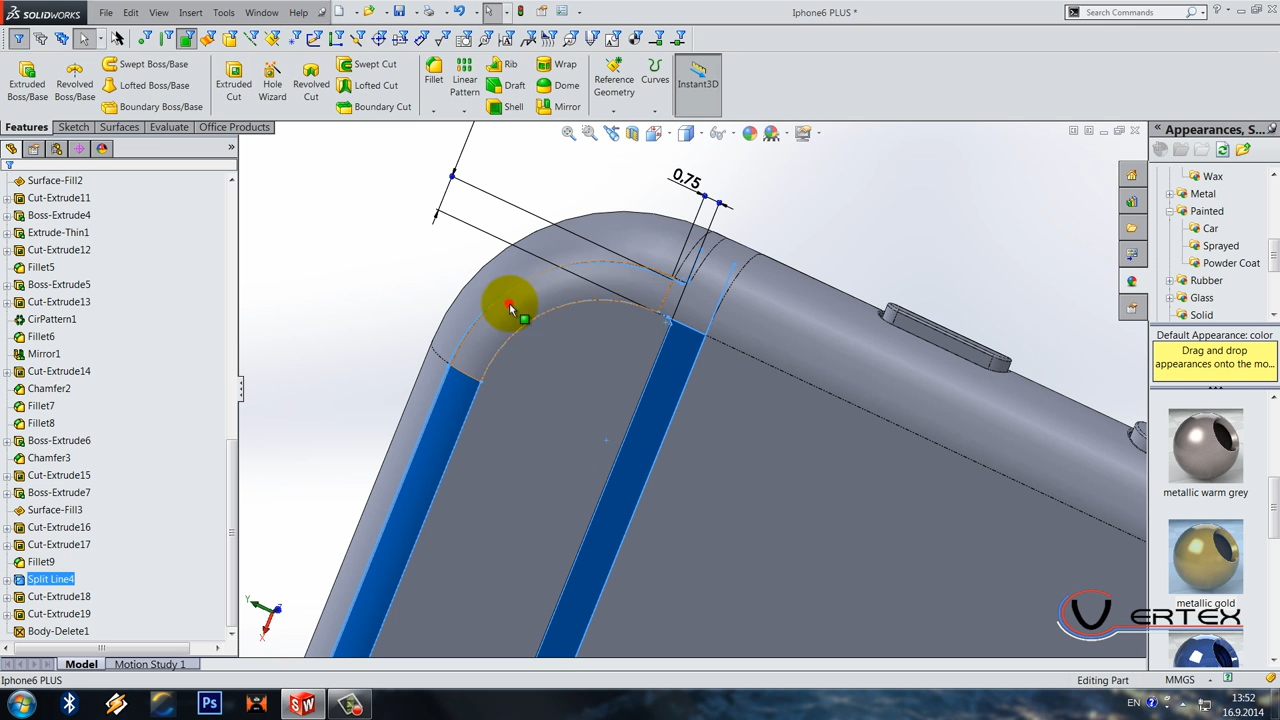 SOLIDWORKS
File
Edit
View
Insert
Tools
Window
Help
Iphone6 PLUS *
Search Commands
Extruded Boss/Base
Revolved Boss/Base
Swept Boss/Base
Lofted Boss/Base
Boundary Boss/Base
Extruded Cut
Hole Wizard
Revolved Cut
Swept Cut
Lofted Cut
Boundary Cut
Fillet
Linear Pattern
Rib
Draft
Shell
Wrap
Dome
Mirror
Reference Geometry
Curves
Instant3D
Features
Sketch
Surfaces
Evaluate
Office Products
Surface-Fill2
Cut-Extrude11
Boss-Extrude4
Extrude-Thin1
Cut-Extrude12
Fillet5
Boss-Extrude5
Cut-Extrude13
CirPattern1
Fillet6
Mirror1
Cut-Extrude14
Chamfer2
Fillet7
Fillet8
Boss-Extrude6
Chamfer3
Cut-Extrude15
Boss-Extrude7
Surface-Fill3
Cut-Extrude16
Cut-Extrude17
Fillet9
Split Line4
Cut-Extrude18
Cut-Extrude19
Body-Delete1
0,75
Y
X
Z
Appearances, S...
Wax
Metal
Painted
Car
Sprayed
Powder Coat
Rubber
Glass
Stone
Default Appearance: color
Drag and drop
appearances onto the mo...
metallic warm grey
metallic gold
VERTEX
Model
Motion Study 1
Iphone6 PLUS
Editing Part
MMGS
Ps
SW
EN
13:52
16.9.2014